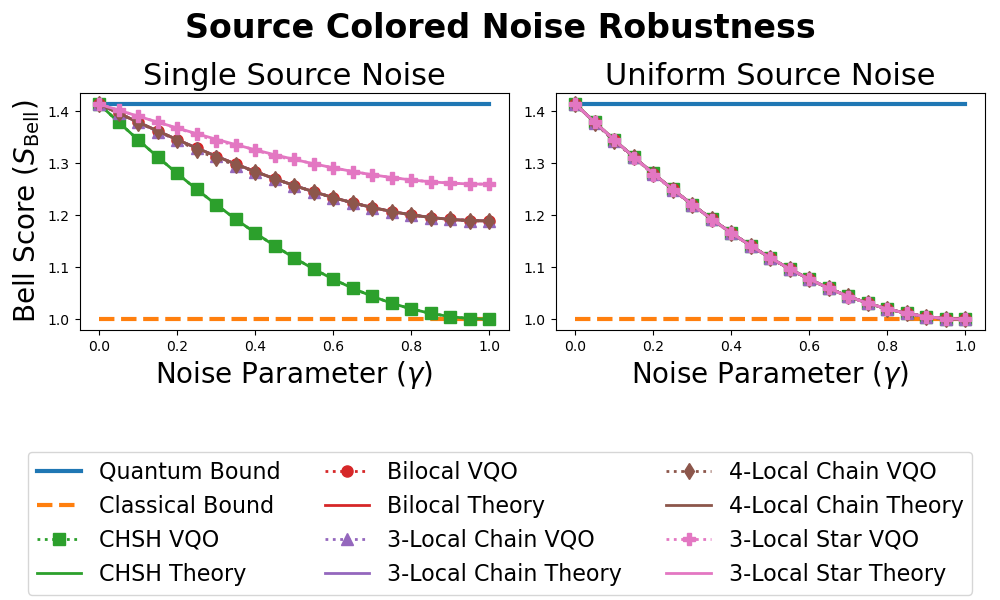 Source Colored Noise Robustness
Single Source Noise
Uniform Source Noise
Bell Score (S_Bell)
1.4
1.3
1.2
1.1
1.0
0.0 0.2 0.4 0.6 0.8 1.0
Noise Parameter (γ)
1.4
1.3
1.2
1.1
1.0
0.0 0.2 0.4 0.6 0.8 1.0
Noise Parameter (γ)
Quantum Bound
Classical Bound
CHSH VQO
CHSH Theory
Bilocal VQO
Bilocal Theory
3-Local Chain VQO
3-Local Chain Theory
4-Local Chain VQO
4-Local Chain Theory
3-Local Star VQO
3-Local Star Theory